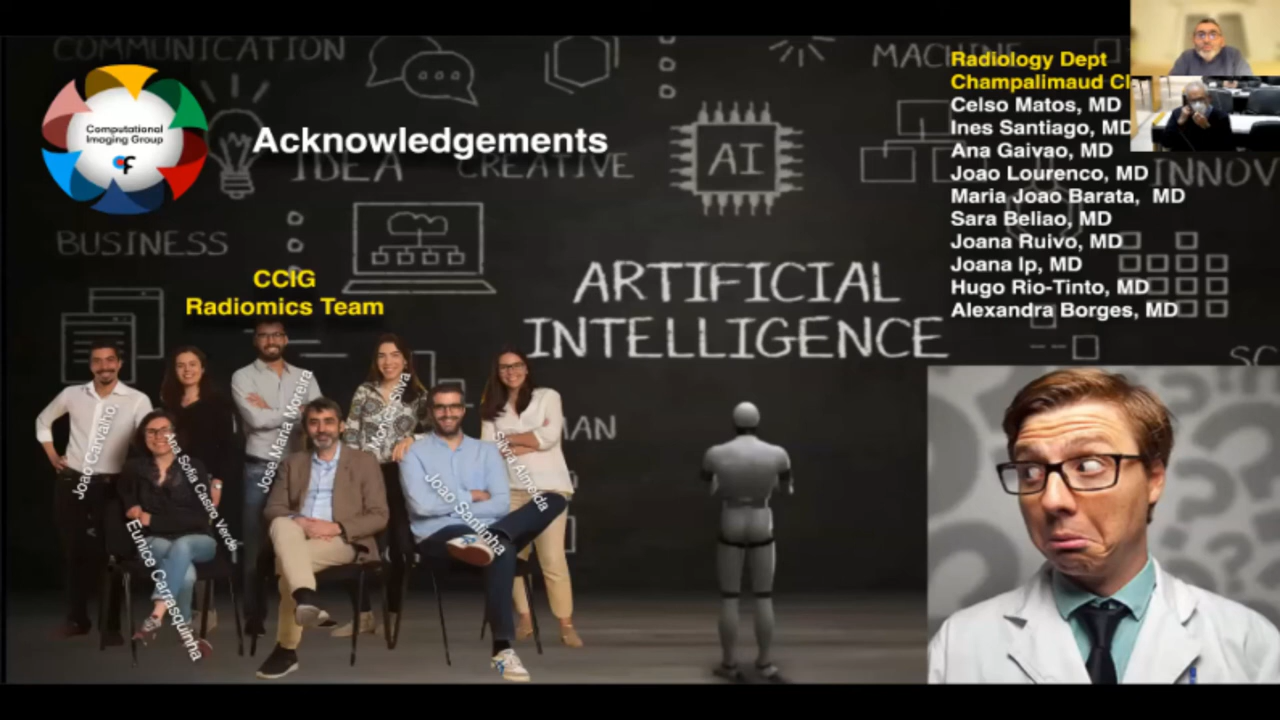 COMMUNICATION
Computational
Imaging Group
Acknowledgements
IDEA
CREATIVE
BUSINESS
AI
ARTIFICIAL
INTELLIGENCE
Radiology Dept
Champalimaud
Celso Matos, MD
Ines Santiago, MD
Ana Gaivao, MD
Joao Lourenco, MD
Maria Joao Barata, MD
Sara Beliao, MD
Joana Ruivo, MD
Joana Ip, MD
Hugo Rio-Tinto, MD
Alexandra Borges, MD
CCIG
Radiomics Team
Joao Carvalho,
Eunice Carrasquinha
Ana Sofia Castro Verde
Jose Maria Moreira
Monica Silva
Joao Santinha
Silvia Almeida